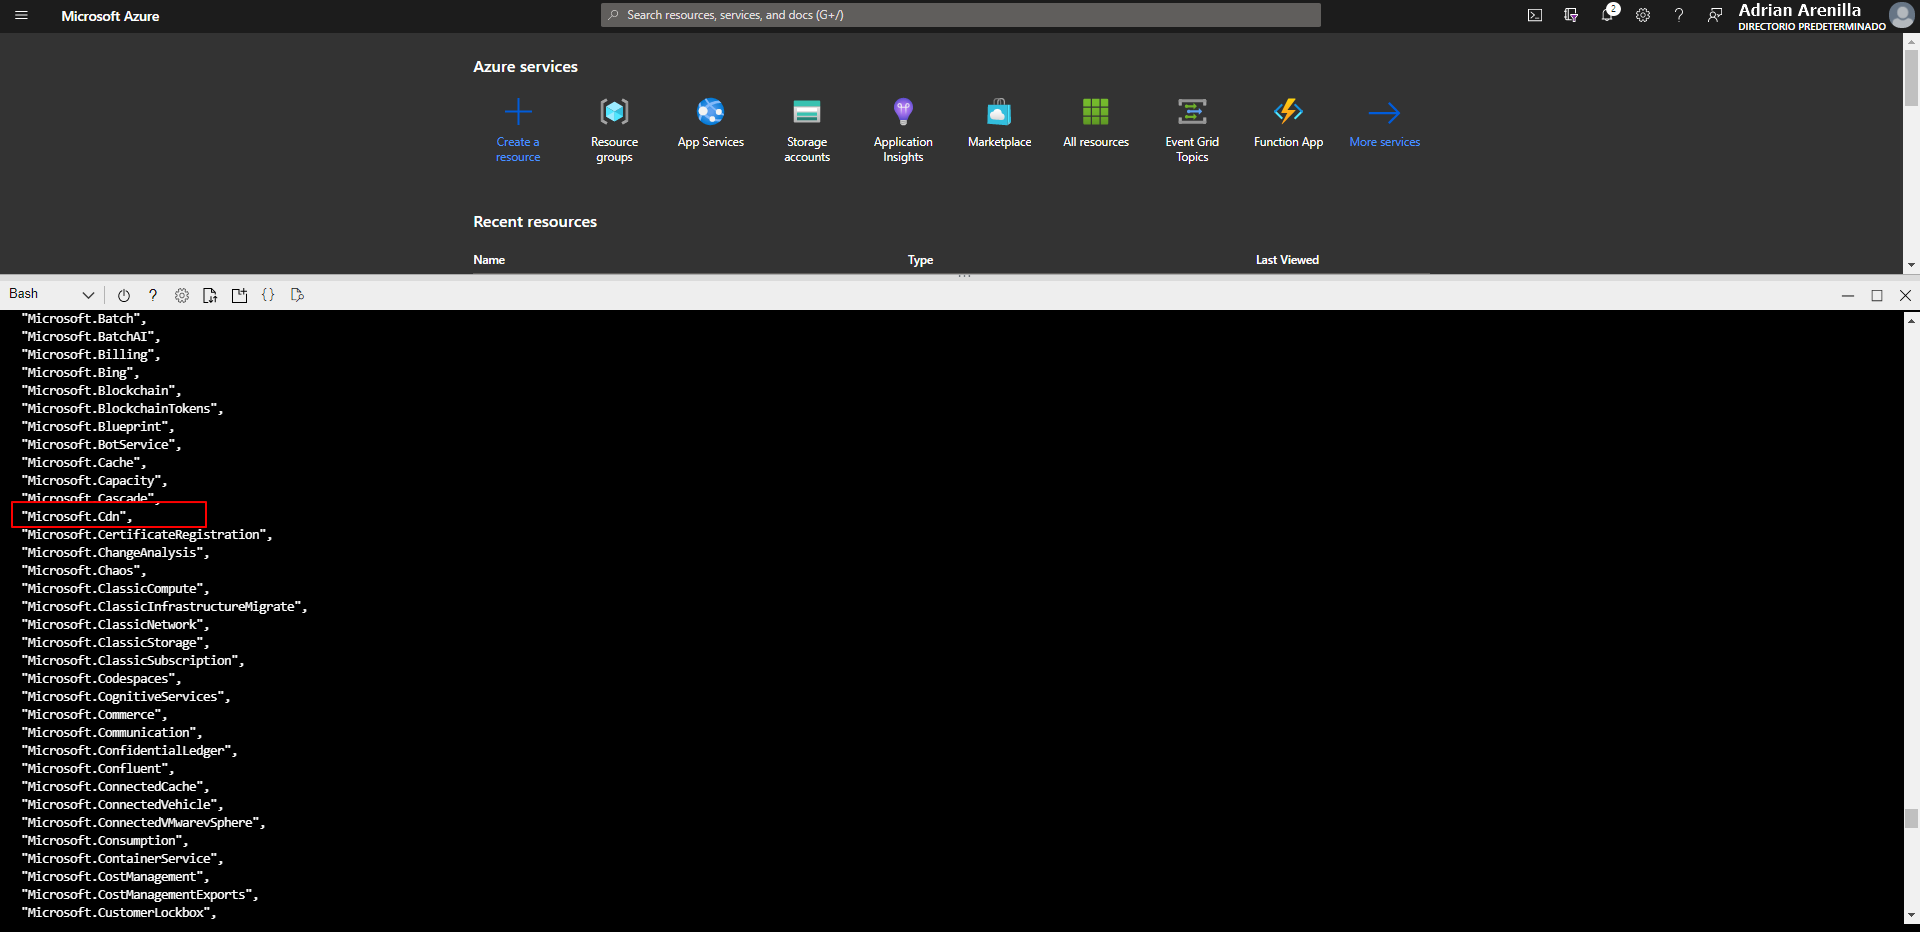 Microsoft Azure
Search resources, services, and docs (G+/)
2
Adrian Arenilla
DIRECTORIO PREDETERMINADO
Azure services
Create a resource
Resource groups
App Services
Storage accounts
Application Insights
Marketplace
All resources
Event Grid Topics
Function App
More services
Recent resources
Name Type Last Viewed
Bash
"Microsoft.Batch",
"Microsoft.BatchAI",
"Microsoft.Billing",
"Microsoft.Bing",
"Microsoft.Blockchain",
"Microsoft.BlockchainTokens",
"Microsoft.Blueprint",
"Microsoft.BotService",
"Microsoft.Cache",
"Microsoft.Capacity",
"Microsoft.Cascade",
"Microsoft.Cdn",
"Microsoft.CertificateRegistration",
"Microsoft.ChangeAnalysis",
"Microsoft.Chaos",
"Microsoft.ClassicCompute",
"Microsoft.ClassicInfrastructureMigrate",
"Microsoft.ClassicNetwork",
"Microsoft.ClassicStorage",
"Microsoft.ClassicSubscription",
"Microsoft.Codespaces",
"Microsoft.CognitiveServices",
"Microsoft.Commerce",
"Microsoft.Communication",
"Microsoft.ConfidentialLedger",
"Microsoft.Confluent",
"Microsoft.ConnectedCache",
"Microsoft.ConnectedVehicle",
"Microsoft.ConnectedVMwarevSphere",
"Microsoft.Consumption",
"Microsoft.ContainerService",
"Microsoft.CostManagement",
"Microsoft.CostManagementExports",
"Microsoft.CustomerLockbox",